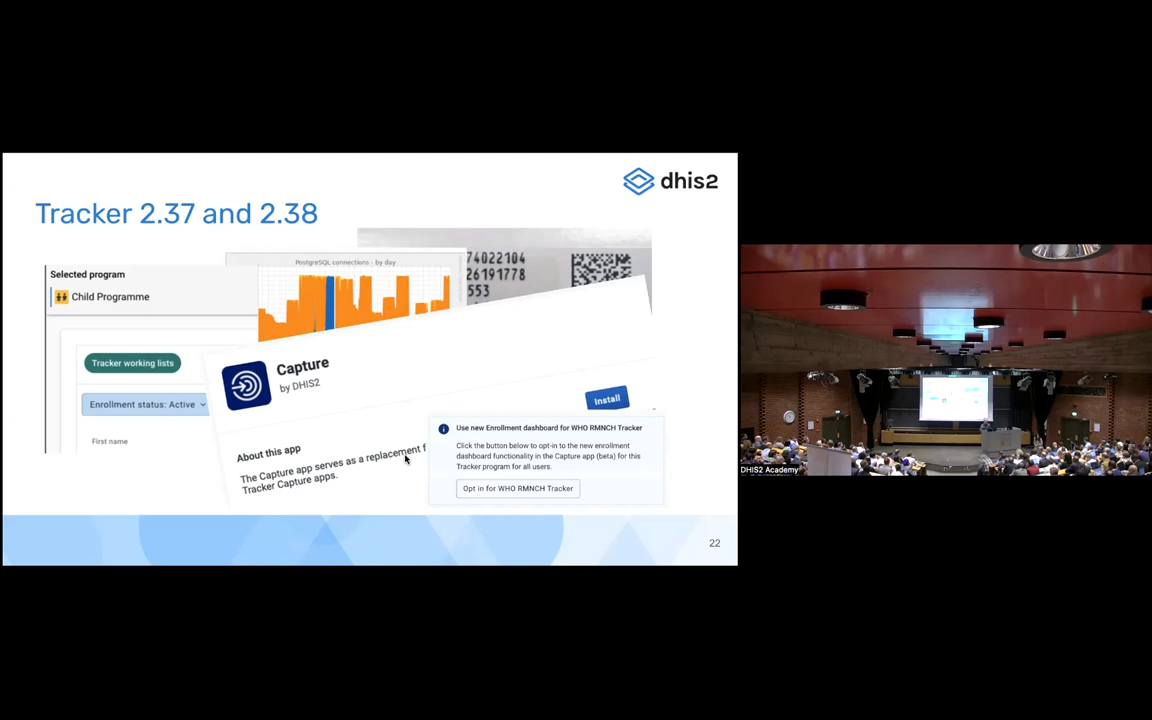 dhis2
Tracker 2.37 and 2.38
Selected program
Child Programme
Tracker working lists
Enrollment status: Active
First name
PostgreSQL connections - by day
74022104
26191778
553
Capture
by DHIS2
Install
About this app
The Capture app serves as a replacement f
Tracker Capture apps.
Use new Enrollment dashboard for WHO RMNCH Tracker
Click the button below to opt-in to the new enrollment
dashboard functionality in the Capture app (beta) for this
Tracker program for all users.
Opt in for WHO RMNCH Tracker
22
DHIS2 Academy